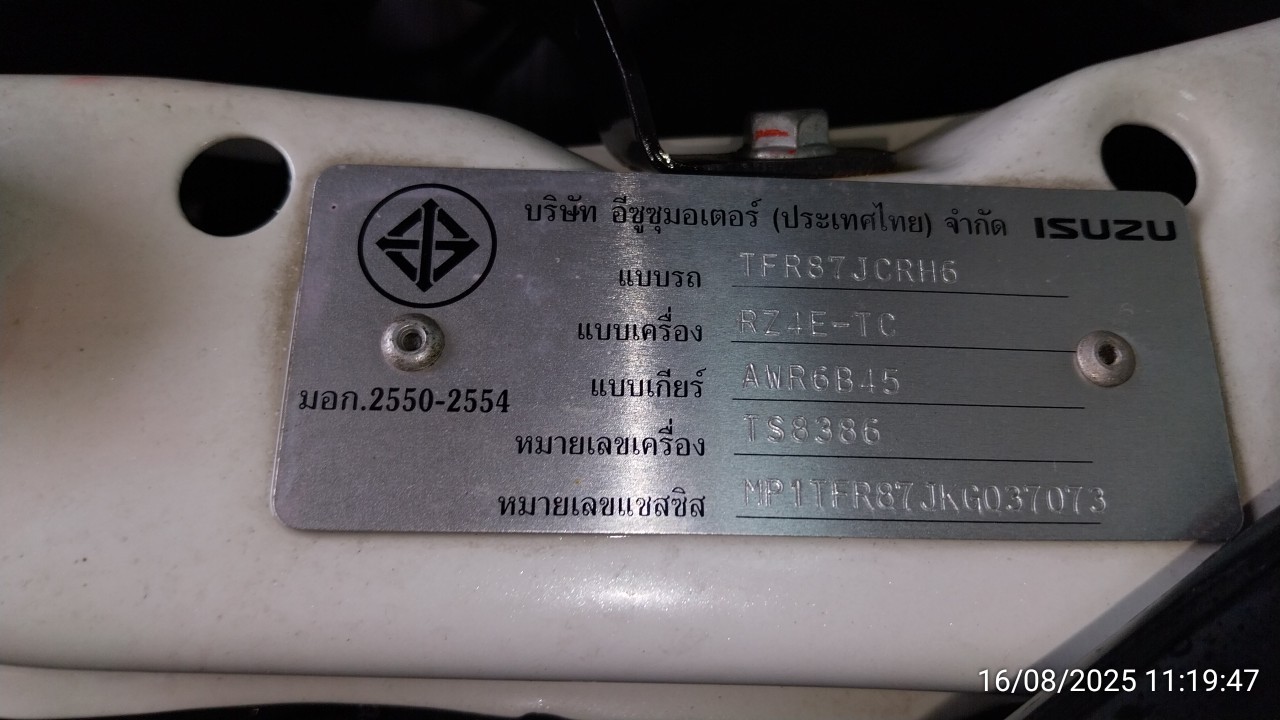 บริษัท อีซูซุมอเตอร์ (ประเทศไทย) จำกัด ISUZU
แบบรถ TFR87JCRH6
แบบเครื่อง RZ4E-TC
แบบเกียร์ AWR6B45
มอก.2550-2554
หมายเลขเครื่อง TS8386
หมายเลขแชสซิส MP1TFR87JKG037073
16/08/2025 11:19:47